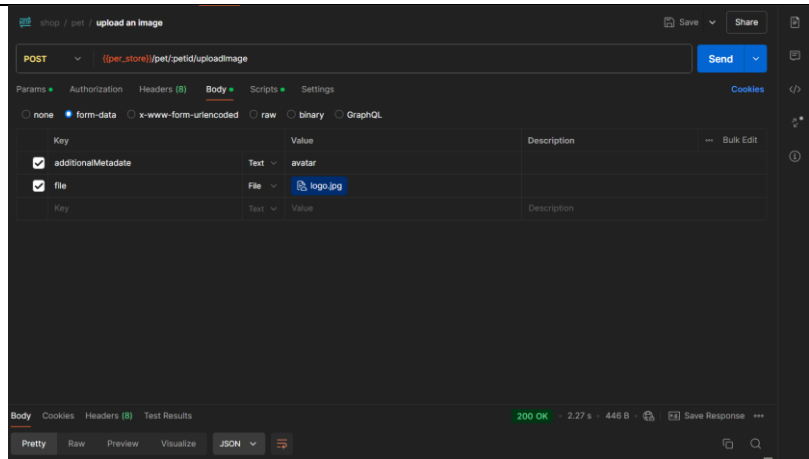 shop / pet / upload an image Save Share
POST {{per_store}}/pet/:petid/uploadImage Send
Params Authorization Headers (8) Body Scripts Settings Cookies
none form-data x-www-form-urlencoded raw binary GraphQL
Key Value Description ••• Bulk Edit
additionalMetadate Text avatar
file File logo.jpg
Key Text Value Description
Body Cookies Headers (8) Test Results 200 OK 2.27 s 446 B Save Response •••
Pretty Raw Preview Visualize JSON